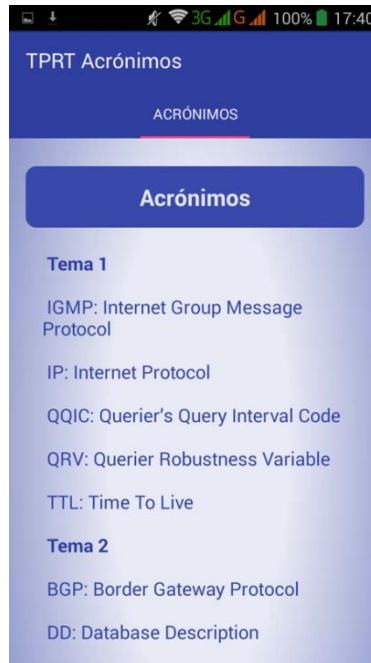 3G G 100% 17:40
TPRT Acrónimos
ACRÓNIMOS
Acrónimos
Tema 1
IGMP: Internet Group Message
Protocol
IP: Internet Protocol
QQIC: Querier's Query Interval Code
QRV: Querier Robustness Variable
TTL: Time To Live
Tema 2
BGP: Border Gateway Protocol
DD: Database Description